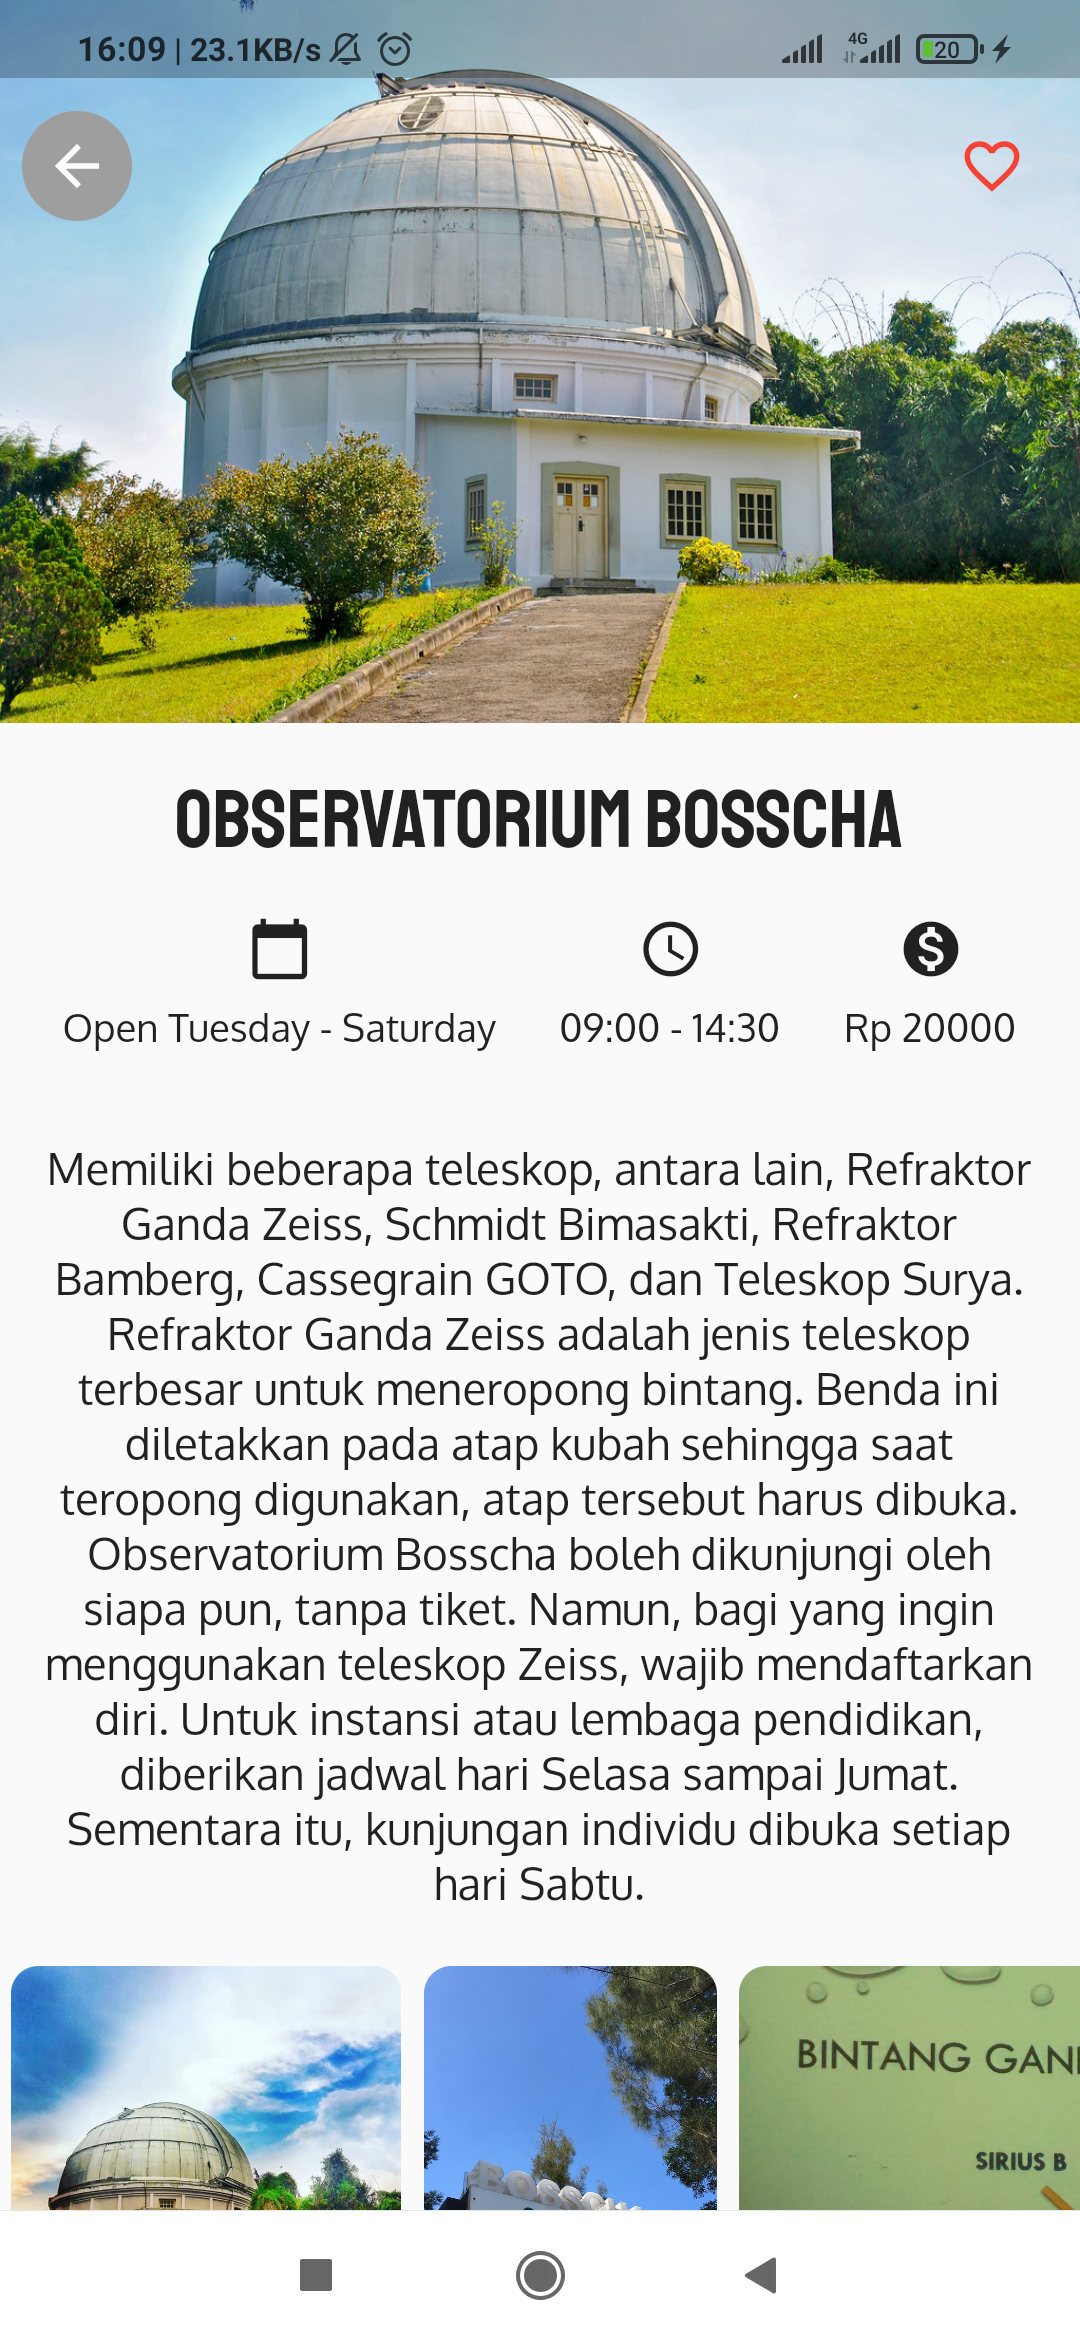 16:09 | 23.1KB/s
4G
20
OBSERVATORIUM BOSSCHA
Open Tuesday - Saturday
09:00 - 14:30
Rp 20000
Memiliki beberapa teleskop, antara lain, Refraktor
Ganda Zeiss, Schmidt Bimasakti, Refraktor
Bamberg, Cassegrain GOTO, dan Teleskop Surya.
Refraktor Ganda Zeiss adalah jenis teleskop
terbesar untuk meneropong bintang. Benda ini
diletakkan pada atap kubah sehingga saat
teropong digunakan, atap tersebut harus dibuka.
Observatorium Bosscha boleh dikunjungi oleh
siapa pun, tanpa tiket. Namun, bagi yang ingin
menggunakan teleskop Zeiss, wajib mendaftarkan
diri. Untuk instansi atau lembaga pendidikan,
diberikan jadwal hari Selasa sampai Jumat.
Sementara itu, kunjungan individu dibuka setiap
hari Sabtu.
BINTANG
SIRIUS B